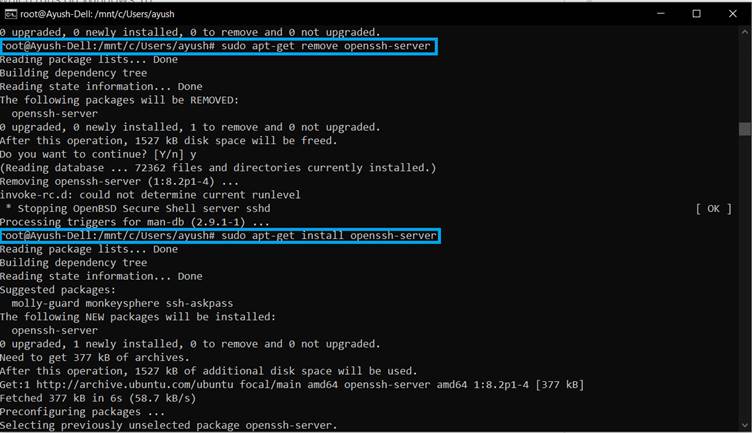 root@Ayush-Dell: /mnt/c/Users/ayush
0 upgraded, 0 newly installed, 0 to remove and 0 not upgraded.
root@Ayush-Dell:/mnt/c/Users/ayush# sudo apt-get remove openssh-server
Reading package lists... Done
Building dependency tree
Reading state information... Done
The following packages will be REMOVED:
  openssh-server
0 upgraded, 0 newly installed, 1 to remove and 0 not upgraded.
After this operation, 1527 kB disk space will be freed.
Do you want to continue? [Y/n] y
(Reading database ... 72362 files and directories currently installed.)
Removing openssh-server (1:8.2p1-4) ...
invoke-rc.d: could not determine current runlevel
 * Stopping OpenBSD Secure Shell server sshd [ OK ]
Processing triggers for man-db (2.9.1-1) ...
root@Ayush-Dell:/mnt/c/Users/ayush# sudo apt-get install openssh-server
Reading package lists... Done
Building dependency tree
Reading state information... Done
Suggested packages:
  molly-guard monkeysphere ssh-askpass
The following NEW packages will be installed:
  openssh-server
0 upgraded, 1 newly installed, 0 to remove and 0 not upgraded.
Need to get 377 kB of archives.
After this operation, 1527 kB of additional disk space will be used.
Get:1 http://archive.ubuntu.com/ubuntu focal/main amd64 openssh-server amd64 1:8.2p1-4 [377 kB]
Fetched 377 kB in 6s (58.7 kB/s)
Preconfiguring packages ...
Selecting previously unselected package openssh-server.